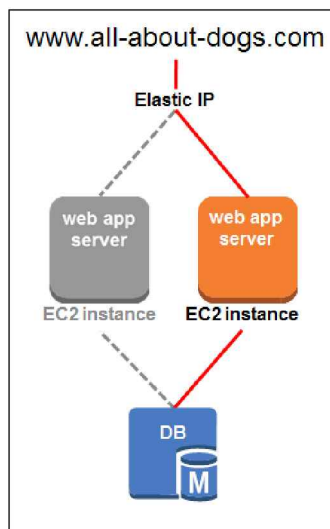 www.all-about-dogs.com
Elastic IP
web app
server
web app
server
EC2 instance
EC2 instance
DB
M